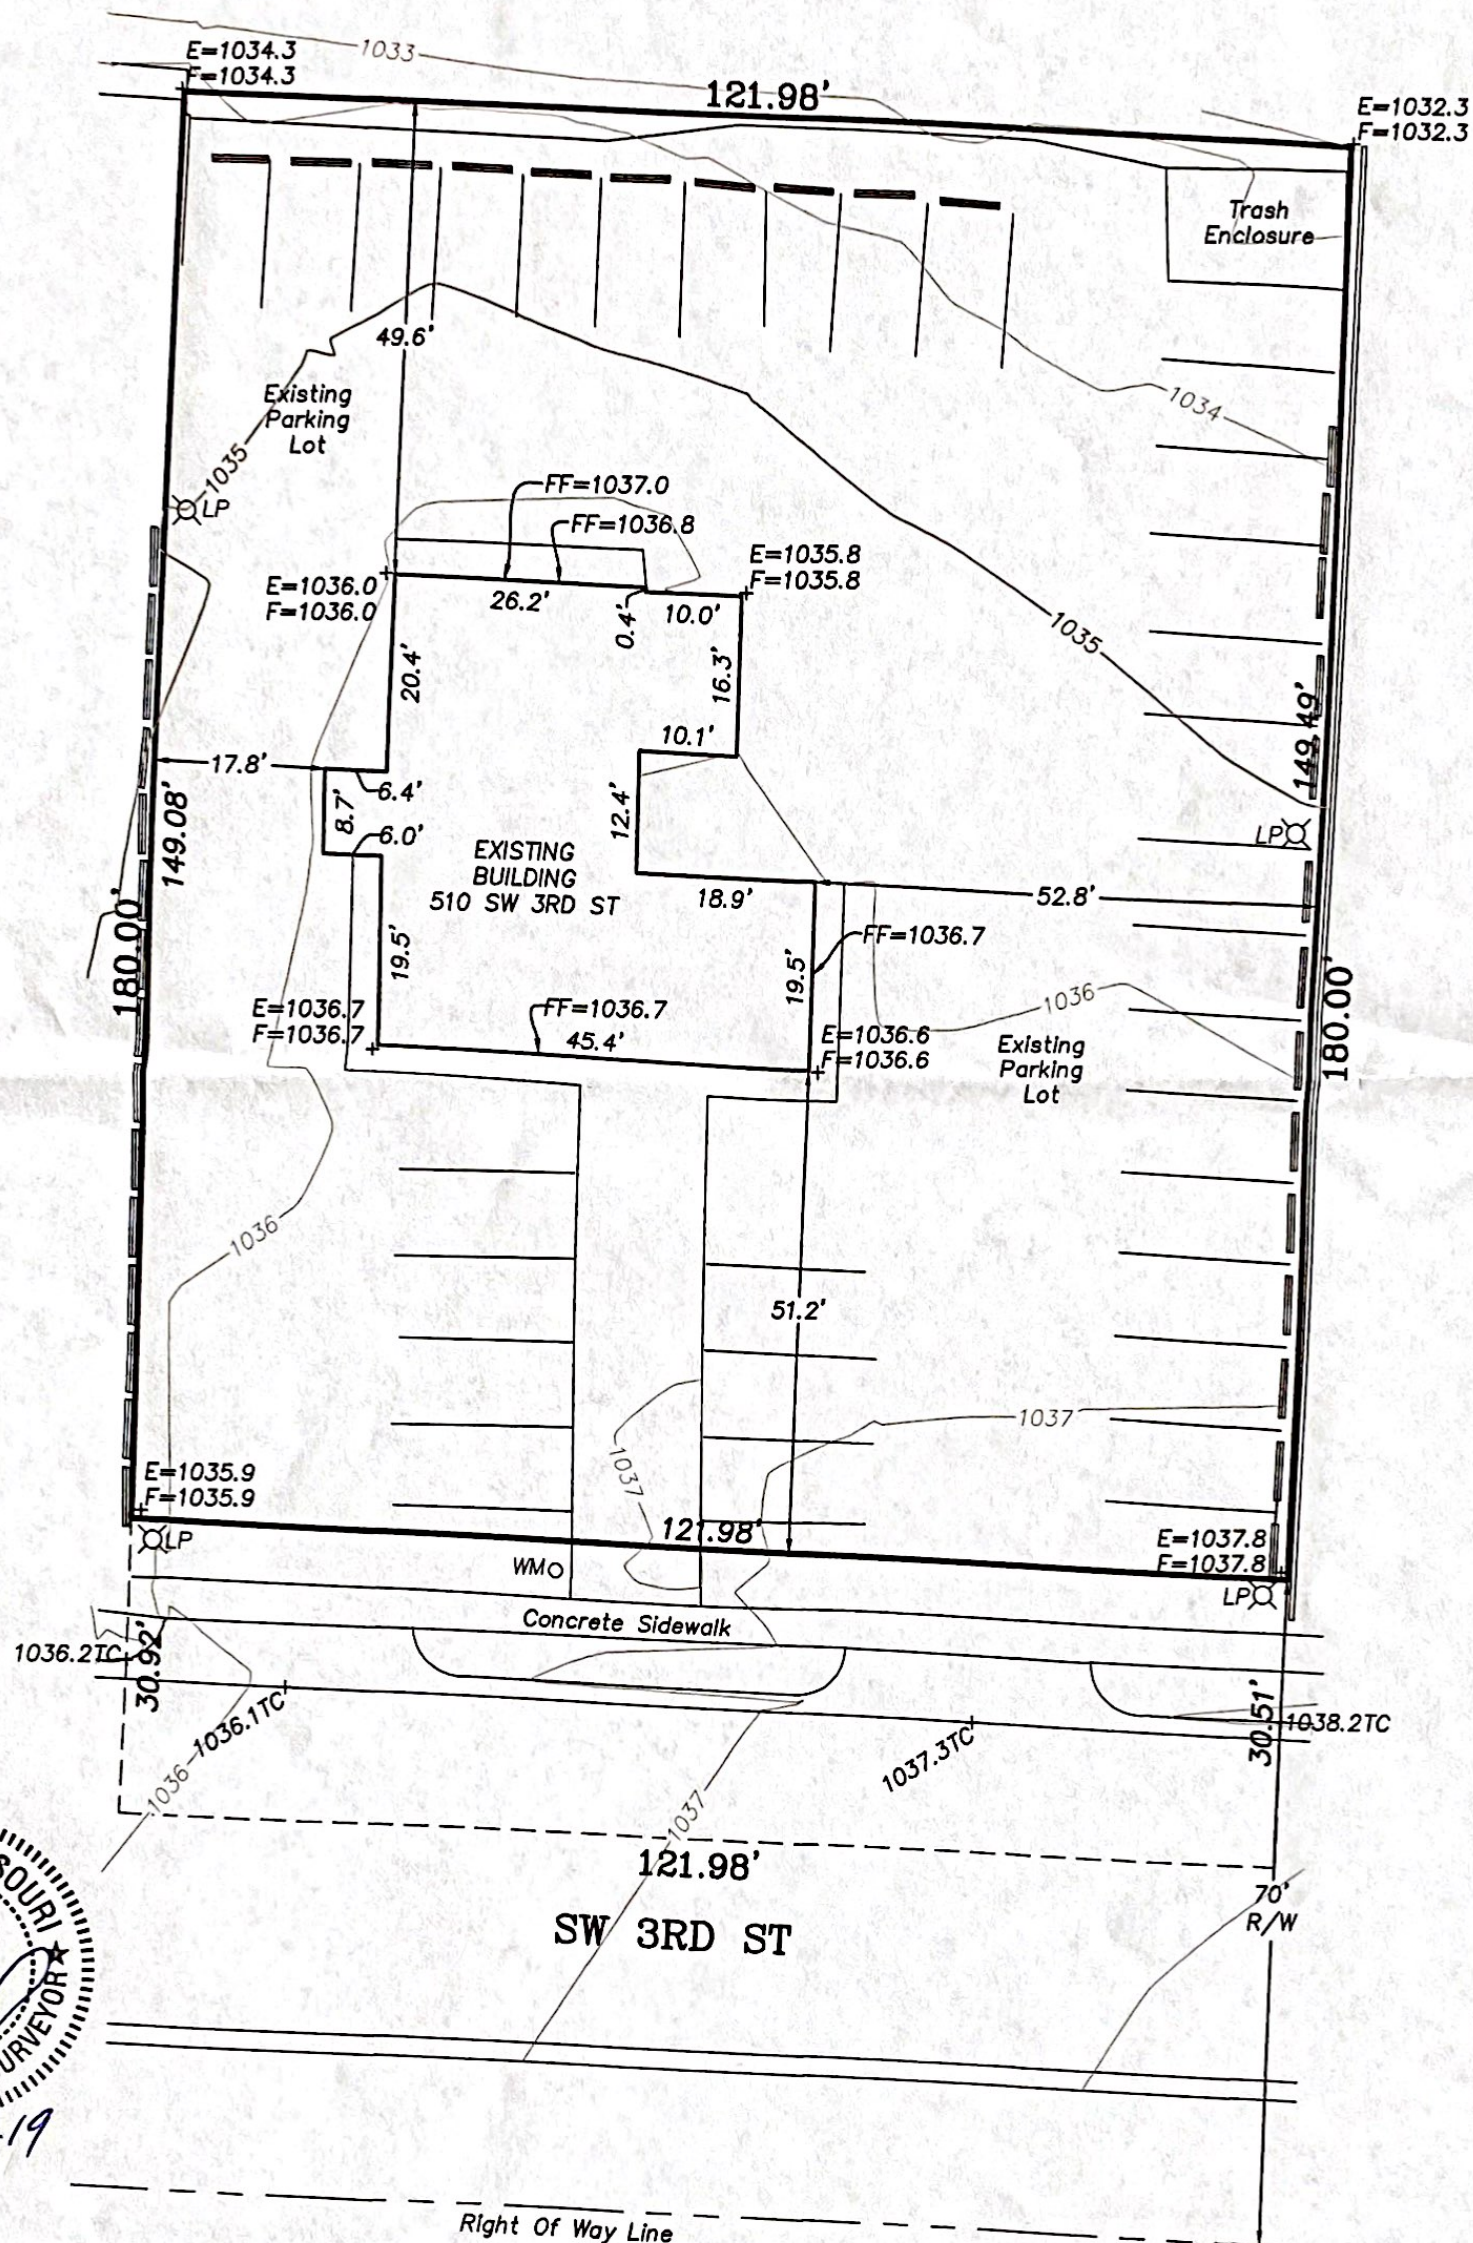 E=1034.3
F=1034.3
1033
121.98'
E=1032.3
F=1032.3
Trash
Enclosure
49.6'
Existing
Parking
Lot
1034
1035
LP
FF=1037.0
FF=1036.8
E=1035.8
F=1035.8
E=1036.0
F=1036.0
26.2'
0.4'
10.0'
1035
20.4'
16.3'
149.49'
10.1'
17.8'
6.4'
8.7'
149.08'
6.0'
12.4'
LP
EXISTING
BUILDING
510 SW 3RD ST
18.9'
52.8'
180.00'
19.5'
FF=1036.7
19.5'
E=1036.7
F=1036.7
FF=1036.7
45.4'
E=1036.6
F=1036.6
1036
180.00'
Existing
Parking
Lot
1036
51.2'
1037
1037
E=1035.9
F=1035.9
LP
121.98'
E=1037.8
F=1037.8
WM
LP
Concrete Sidewalk
1036.2TC
30.92'
1036.1TC
1036
30.51'
1038.2TC
1037.3TC
1037
121.98'
70'
R/W
SW 3RD ST
SOURI
URVEYOR
19
Right Of Way Line